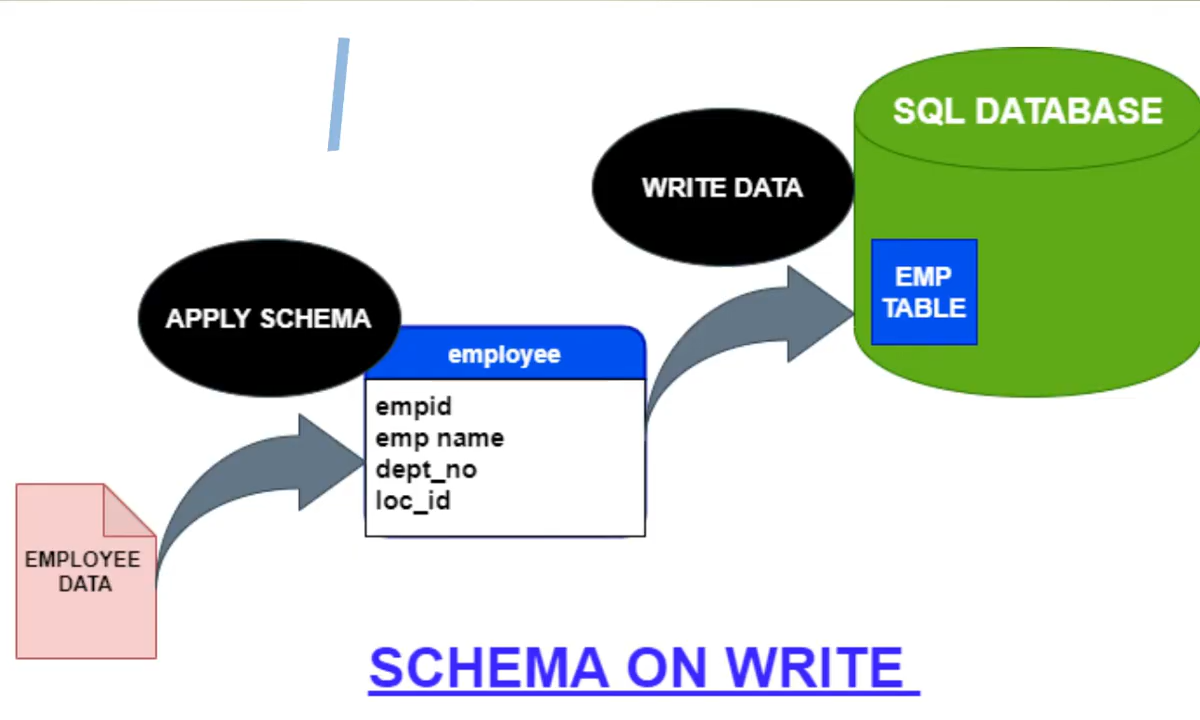 SQL DATABASE
WRITE DATA
EMP
TABLE
APPLY SCHEMA
employee
empid
emp name
dept_no
loc_id
EMPLOYEE
DATA
SCHEMA ON WRITE